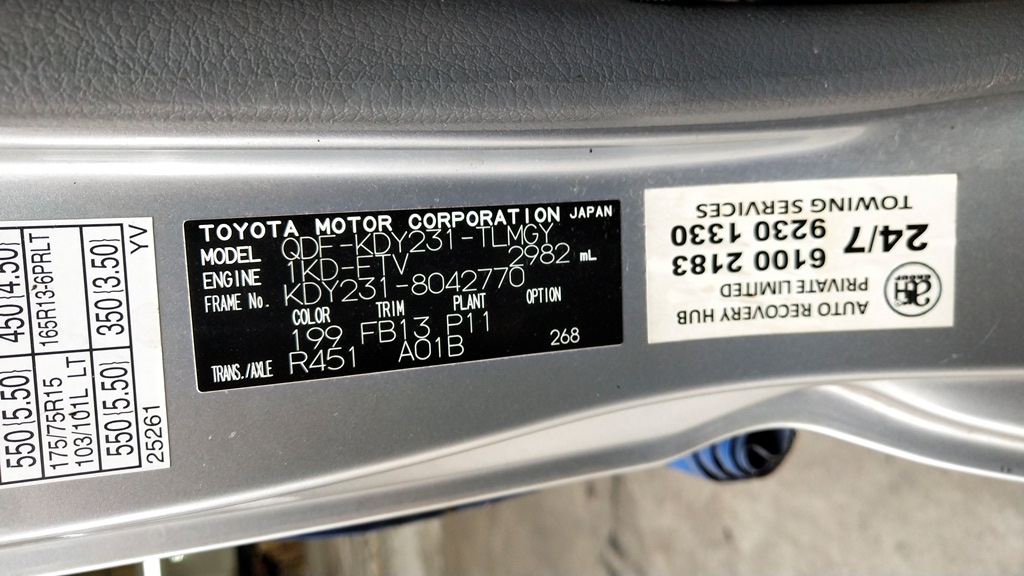 550(5.50) 450(4.50)
175/75R15 165R13-6PRLT
103/101L LT
550(5.50) 350(3.50)
25261 YV
TOYOTA MOTOR CORPORATION JAPAN
MODEL QDF-KDY231-TLMGY
ENGINE 1KD-FTV 2982 mL
FRAME No. KDY231-8042770
COLOR TRIM PLANT OPTION
199 FB13 P11
TRANS./AXLE R451 A01B 268
AUTO RECOVERY HUB
PRIVATE LIMITED
24/7 6100 2183
9230 1330
TOWING SERVICES